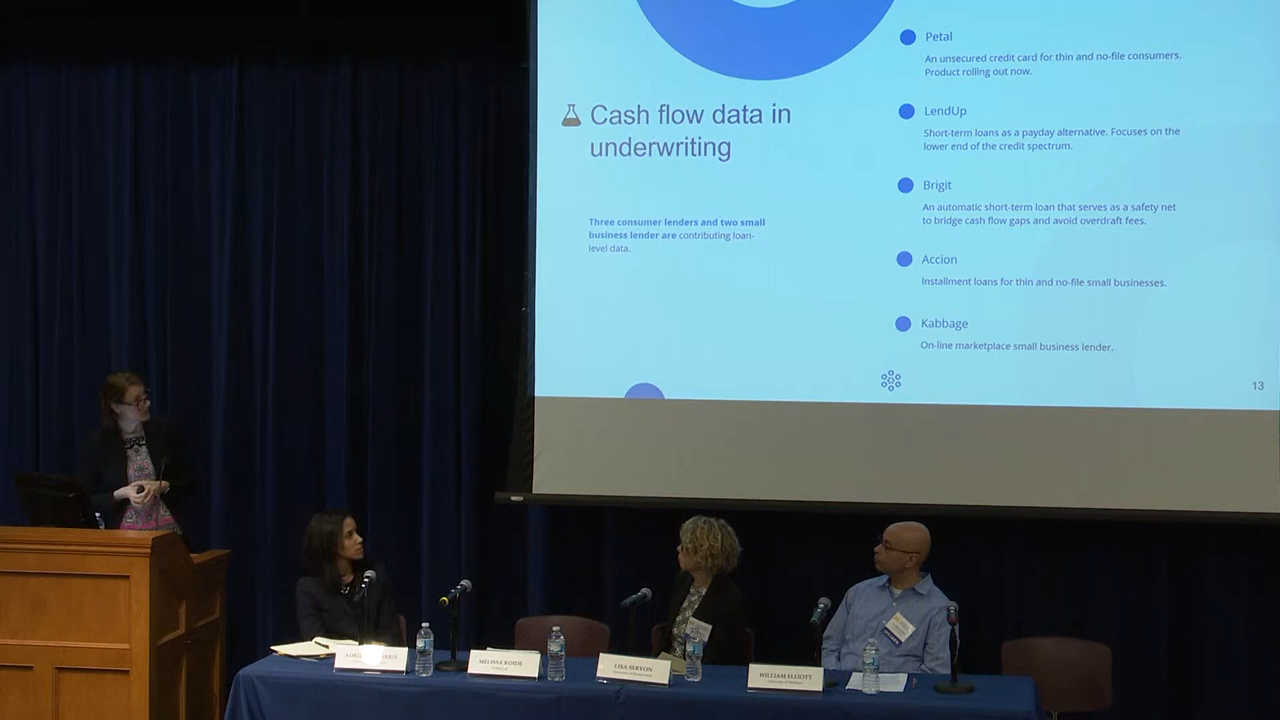 Cash flow data in
underwriting
Three consumer lenders and two small
business lender are contributing loan-
level data.
Petal
An unsecured credit card for thin and no-file consumers.
Product rolling out now.
LendUp
Short-term loans as a payday alternative. Focuses on the
lower end of the credit spectrum.
Brigit
An automatic short-term loan that serves as a safety net
to bridge cash flow gaps and avoid overdraft fees.
Accion
Installment loans for thin and no-file small businesses.
Kabbage
On-line marketplace small business lender.
13
MELISSA KOIDE
LISA SERVON
WILLIAM ELLIOTT
University of Michigan